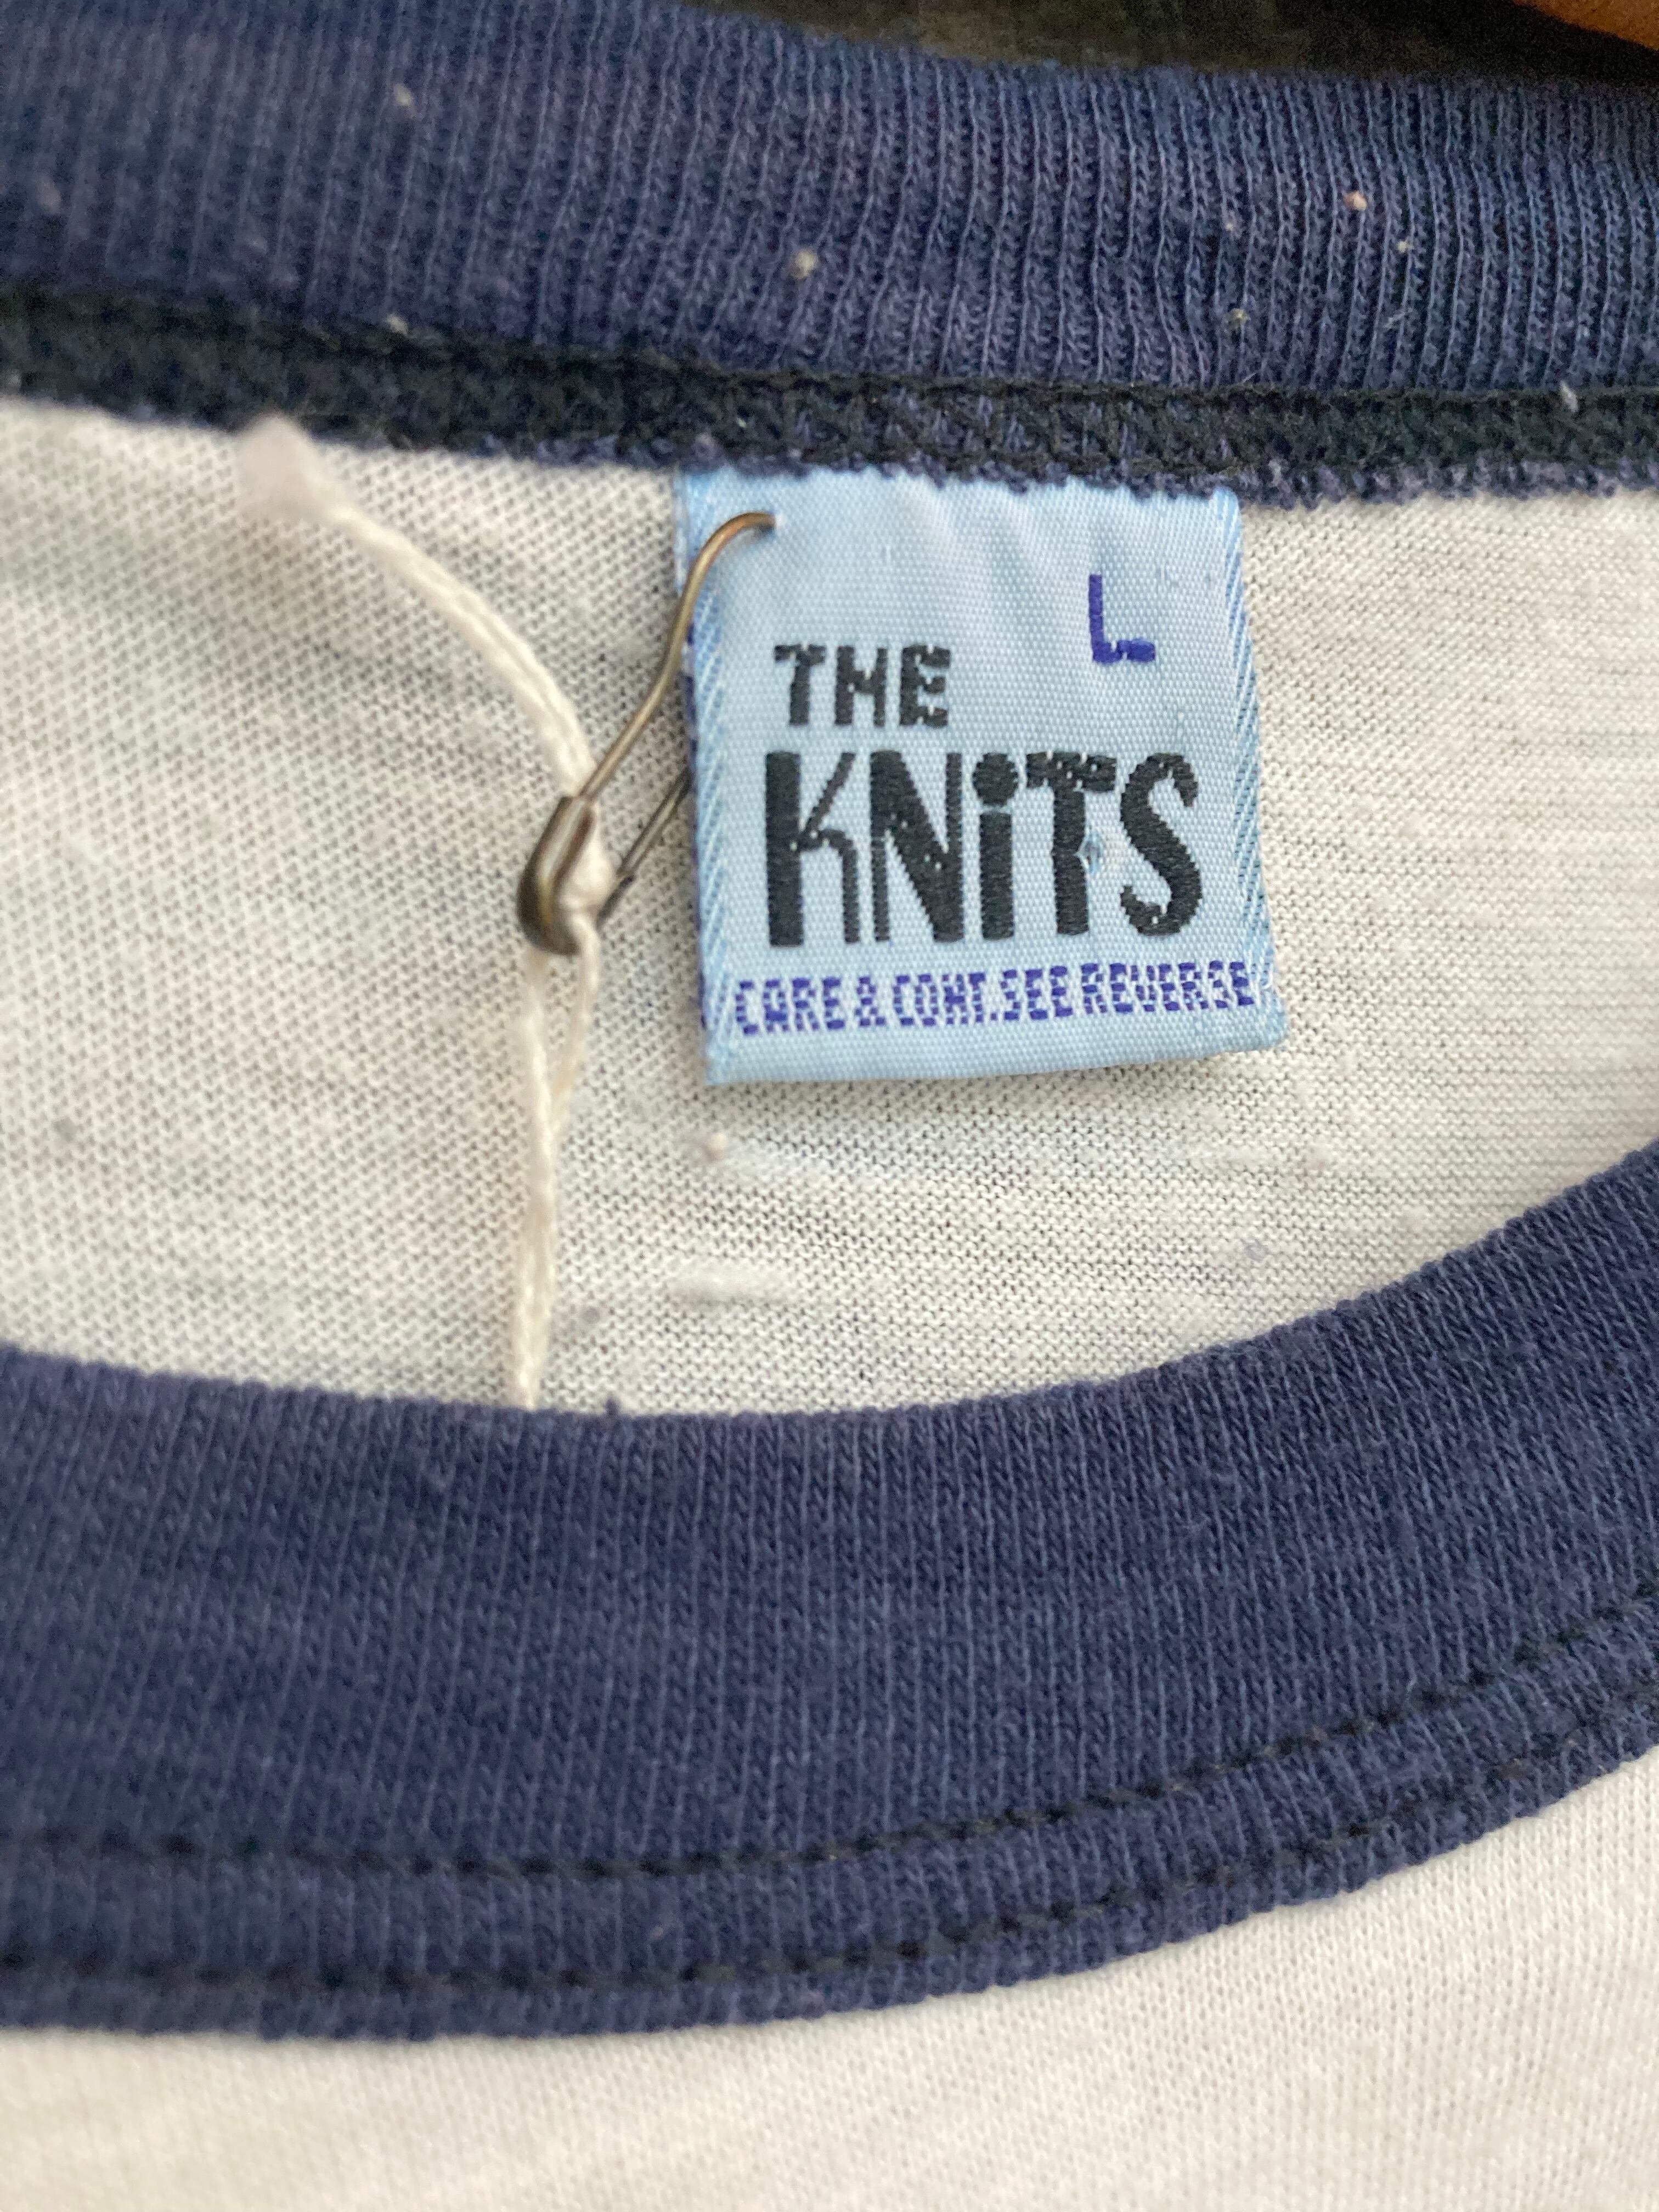 L
THE
KNiTS
CARE & CONT. SEE REVERSE